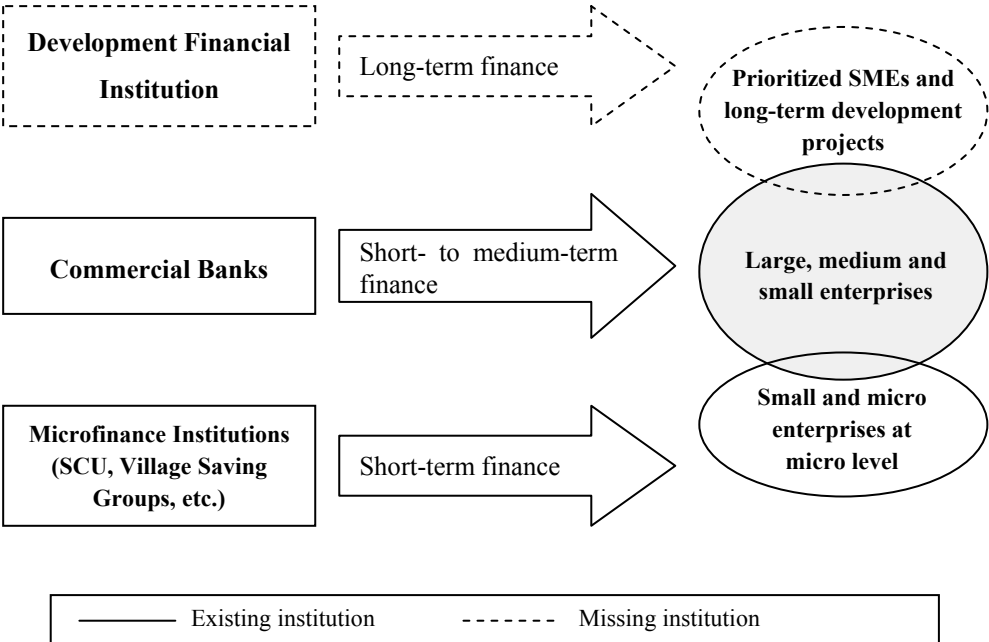 Development Financial
Institution
Long-term finance
Prioritized SMEs and
long-term development
projects
Commercial Banks
Short- to medium-term
finance
Large, medium and
small enterprises
Microfinance Institutions
(SCU, Village Saving
Groups, etc.)
Short-term finance
Small and micro
enterprises at
micro level
Existing institution
Missing institution